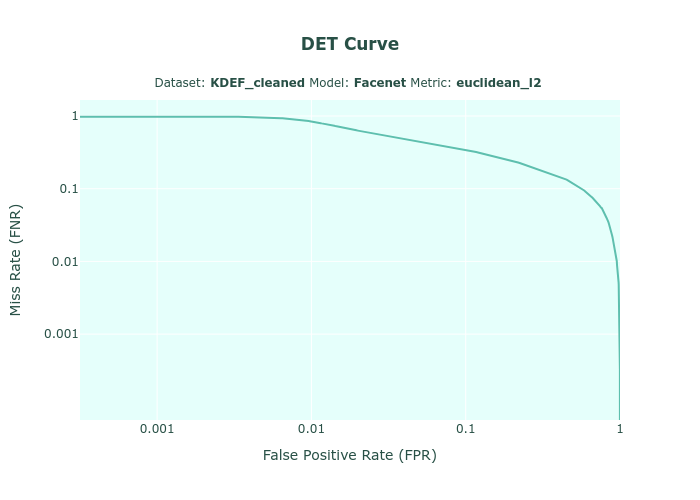 DET Curve
Dataset: KDEF_cleaned Model: Facenet Metric: euclidean_l2
1
0.1
0.01
0.001
Miss Rate (FNR)
0.001
0.01
0.1
1
False Positive Rate (FPR)